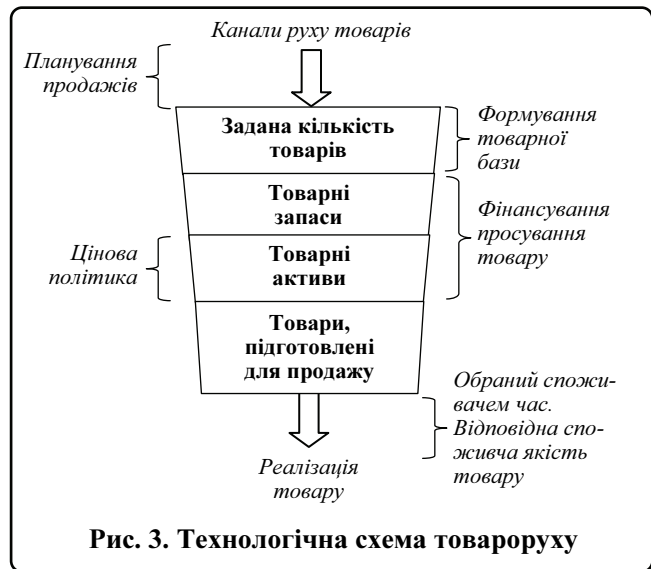 Канали руху товарів
Планування
продажів
Задана кількість
товарів
Формування
товарної
бази
Товарні
запаси
Фінансування
просування
товару
Цінова
політика
Товарні
активи
Товари,
підготовлені
для продажу
Обраний спожи-
вачем час.
Відповідна спо-
живча якість
товару
Реалізація
товару
Рис. 3. Технологічна схема товароруху